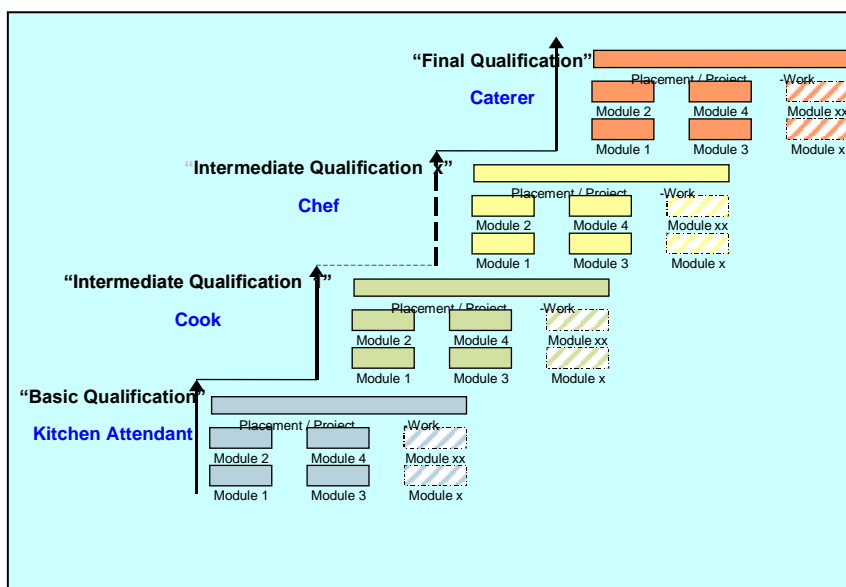 “Final Qualification”
Caterer
Placement / Project -Work
Module 2 Module 4 Module xx
Module 1 Module 3 Module x
“Intermediate Qualification x”
Chef
Placement / Project -Work
Module 2 Module 4 Module xx
Module 1 Module 3 Module x
“Intermediate Qualification 1”
Cook
Placement / Project -Work
Module 2 Module 4 Module xx
Module 1 Module 3 Module x
“Basic Qualification”
Kitchen Attendant
Placement / Project -Work
Module 2 Module 4 Module xx
Module 1 Module 3 Module x